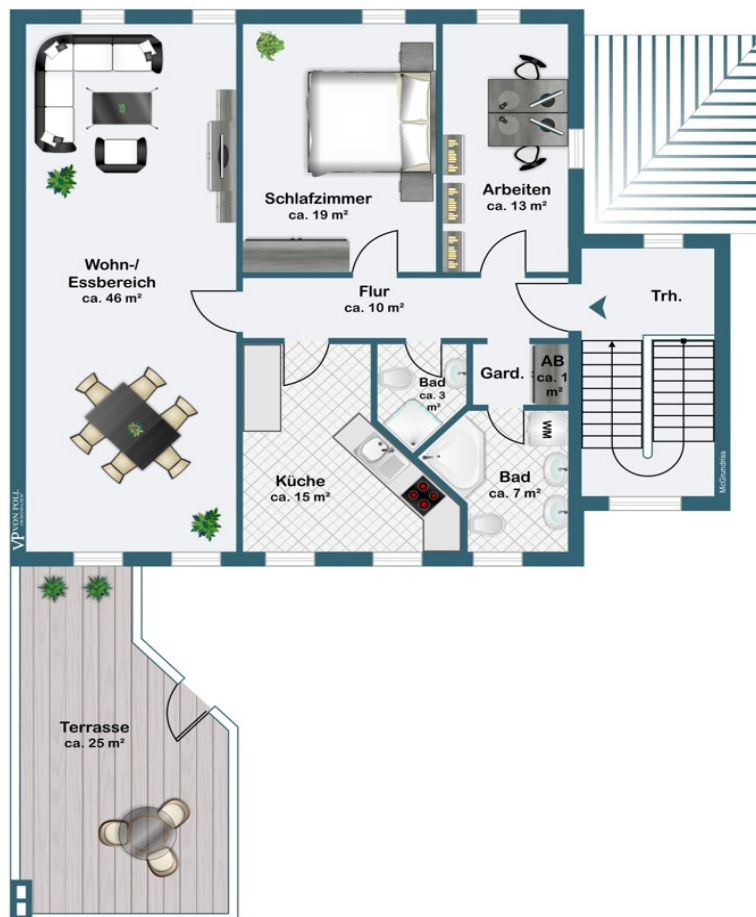 Schlafzimmer
ca. 19 m²
Arbeiten
ca. 13 m²
Wohn-/
Essbereich
ca. 46 m²
Flur
ca. 10 m²
Trh.
Bad
ca. 3
m²
Gard.
AB
ca. 1
m²
WM
Küche
ca. 15 m²
Bad
ca. 7 m²
McGrundriss
VP VON POLL
IMMOBILIEN
Terrasse
ca. 25 m²